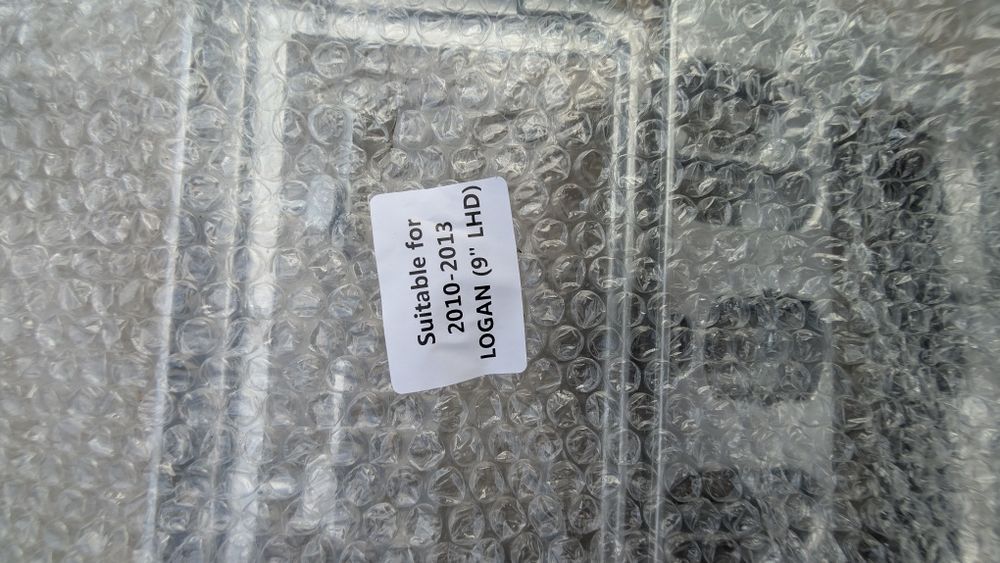 Suitable for
2010-2013
LOGAN (9" LHD)